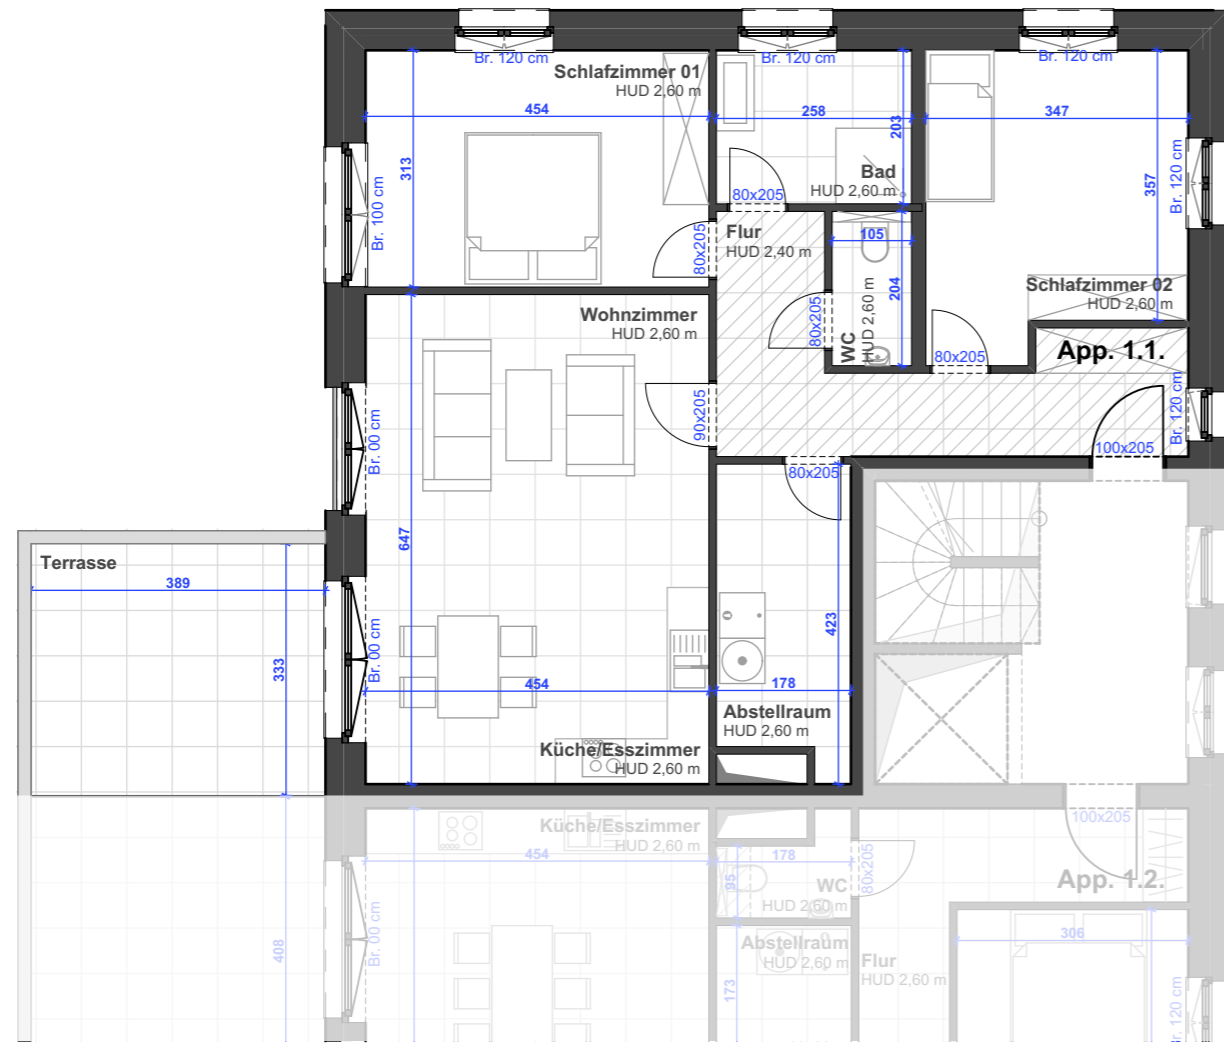 Br. 120 cm
Br. 120 cm
Br. 120 cm
Schlafzimmer 01
HUD 2,60 m
454
313
Br. 100 cm
80x205
258
203
Bad
HUD 2,60 m
80x205
347
357
Br. 120 cm
Schlafzimmer 02
HUD 2,60 m
80x205
Flur
HUD 2,40 m
105
204
WC
HUD 2,60 m
80x205
App. 1.1.
Br. 120 cm
100x205
Wohnzimmer
HUD 2,60 m
90x205
Br. 00 cm
647
80x205
423
178
Abstellraum
HUD 2,60 m
Terrasse
389
333
Br. 00 cm
454
Küche/Esszimmer
HUD 2,60 m
Küche/Esszimmer
HUD 2,60 m
454
178
95
WC
HUD 2,60 m
80x205
100x205
App. 1.2.
408
Br. 00 cm
Abstellraum
HUD 2,60 m
173
Flur
HUD 2,60 m
306
Br. 120 cm